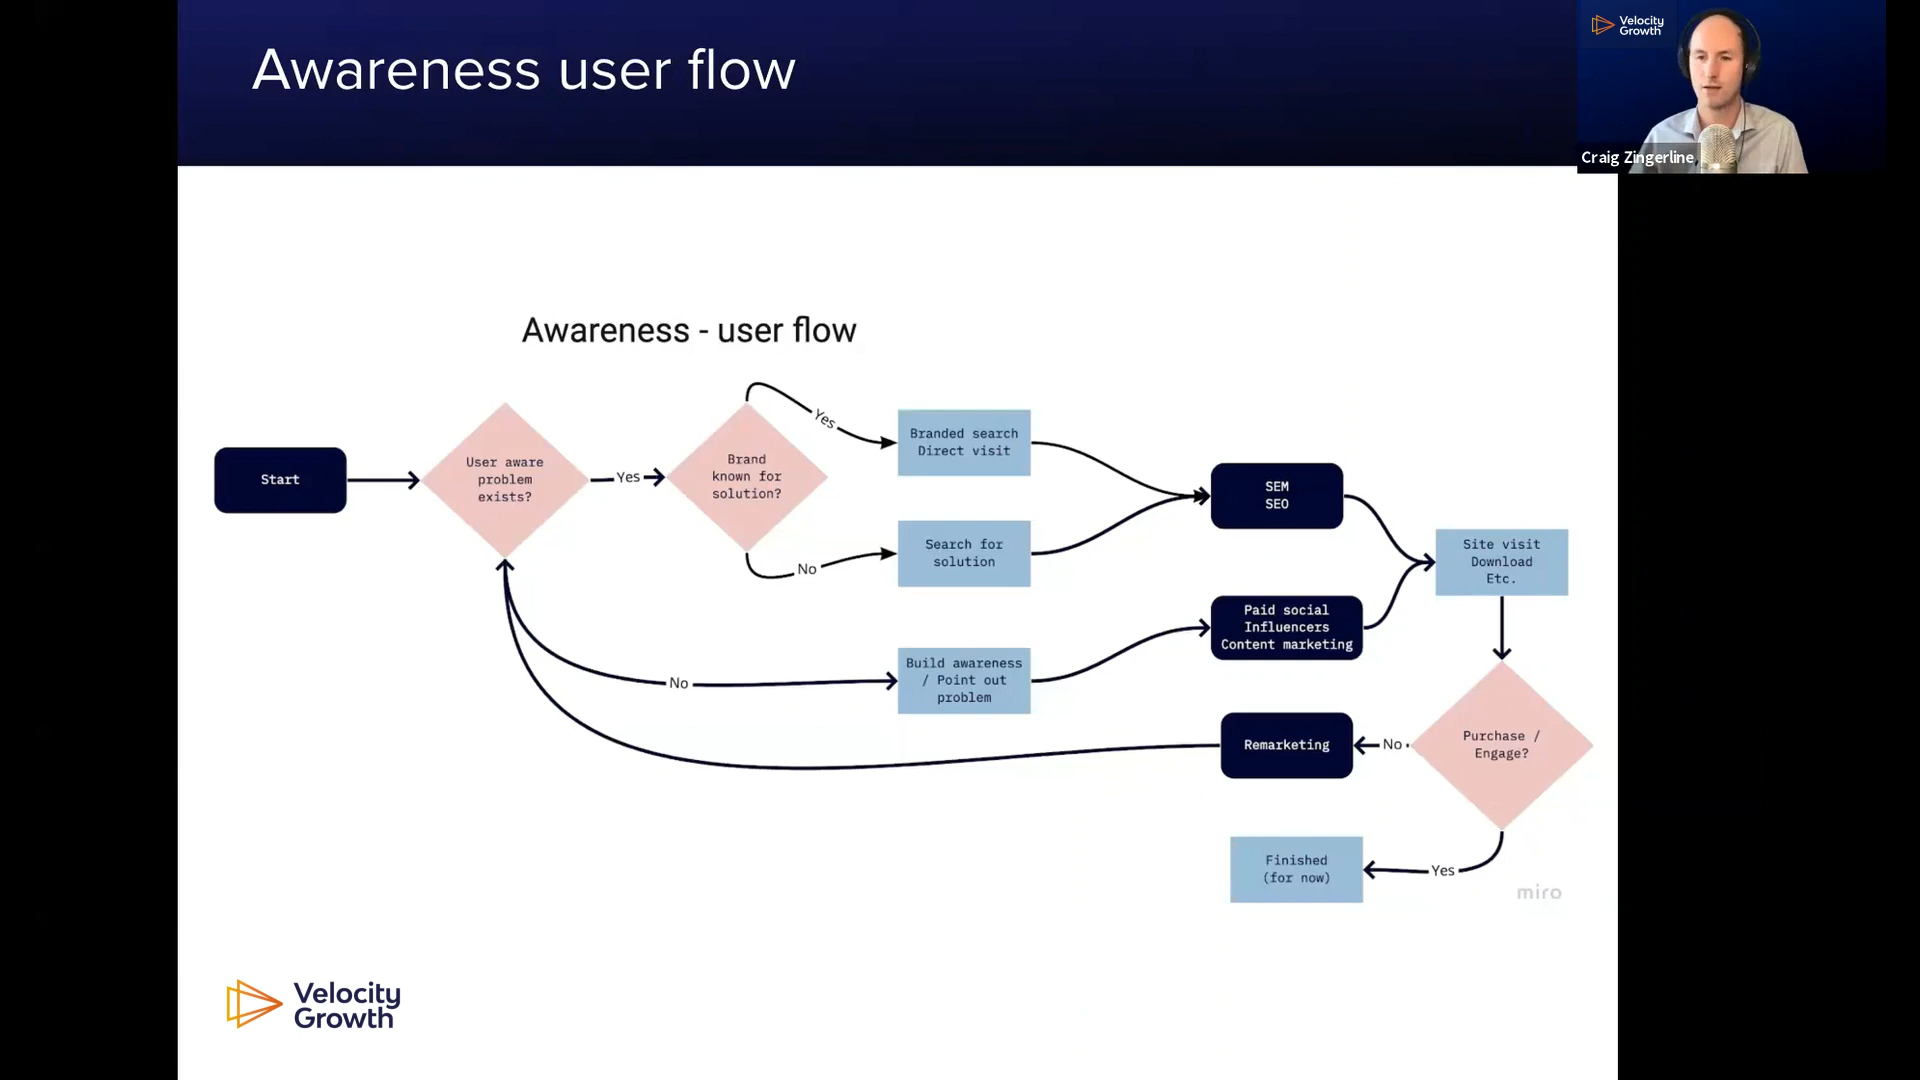 Awareness user flow
Velocity
Growth
Craig Zingerline
Awareness - user flow
Start
User aware
problem
exists?
Yes
Brand
known for
solution?
Yes
No
Branded search
Direct visit
Search for
solution
SEM
SEO
Site visit
Download
Etc.
No
Build awareness
/ Point out
problem
Paid social
Influencers
Content marketing
Purchase /
Engage?
No
Remarketing
Yes
Finished
(for now)
miro
Velocity
Growth